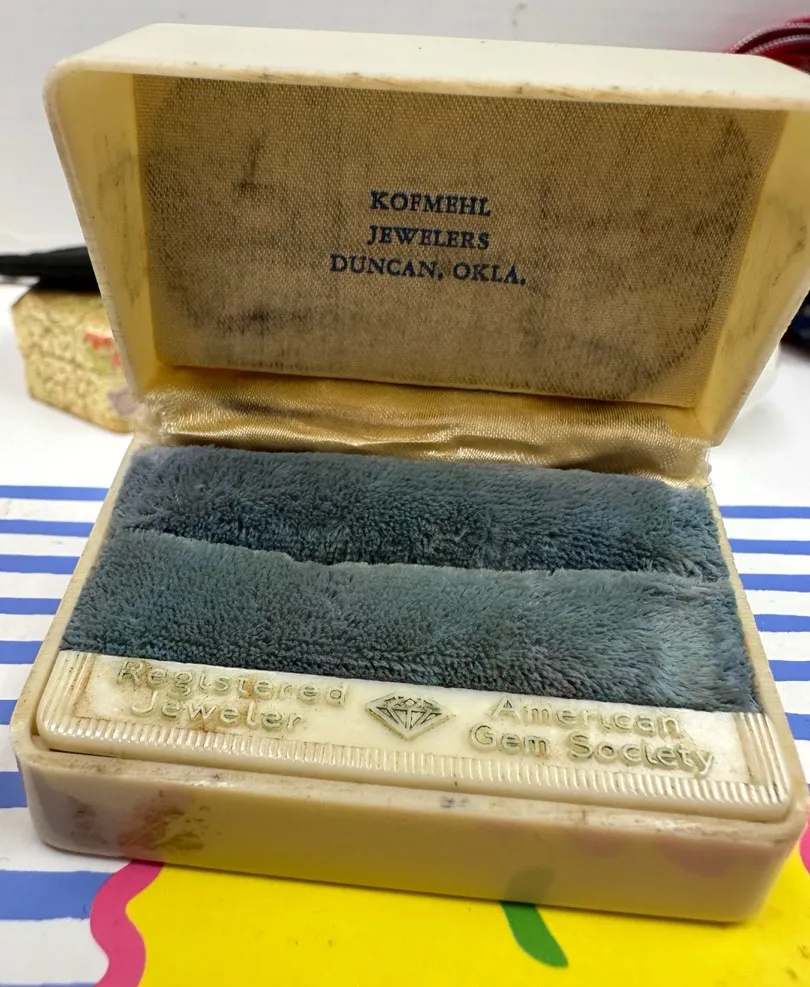 KOFMEHL
JEWELERS
DUNCAN, OKLA.
Registered
Jeweler
American
Gem Society